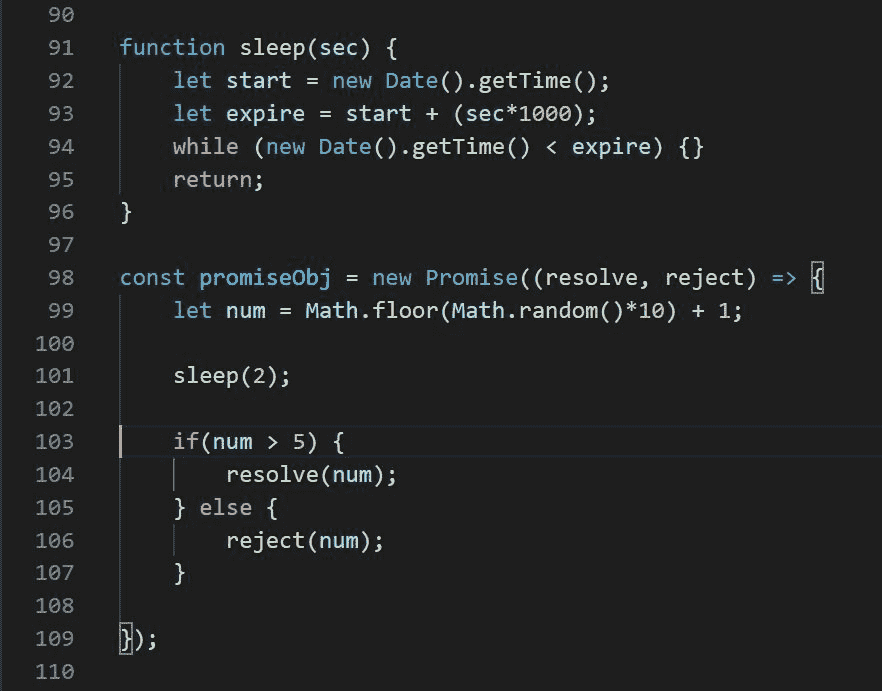 90
91 function sleep(sec) {
92     let start = new Date().getTime();
93     let expire = start + (sec*1000);
94     while (new Date().getTime() < expire) {}
95     return;
96 }
97
98 const promiseObj = new Promise((resolve, reject) => {
99     let num = Math.floor(Math.random()*10) + 1;
100
101     sleep(2);
102
103     if(num > 5) {
104         resolve(num);
105     } else {
106         reject(num);
107     }
108
109 });
110